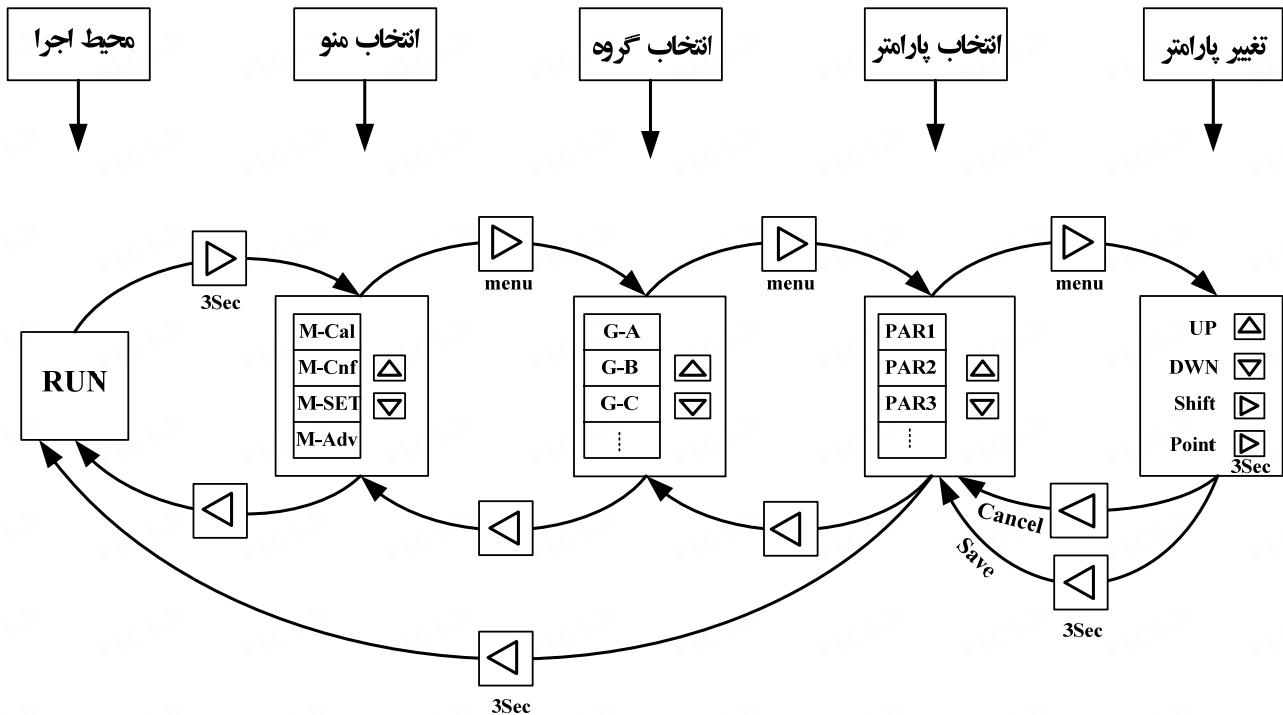 محیط اجرا
انتخاب منو
انتخاب گروه
انتخاب پارامتر
تغییر پارامتر
3Sec
menu
menu
menu
RUN
M-Cal
M-Cnf
M-SET
M-Adv
G-A
G-B
G-C
PAR1
PAR2
PAR3
UP
DWN
Shift
Point
3Sec
Cancel
Save
3Sec
3Sec